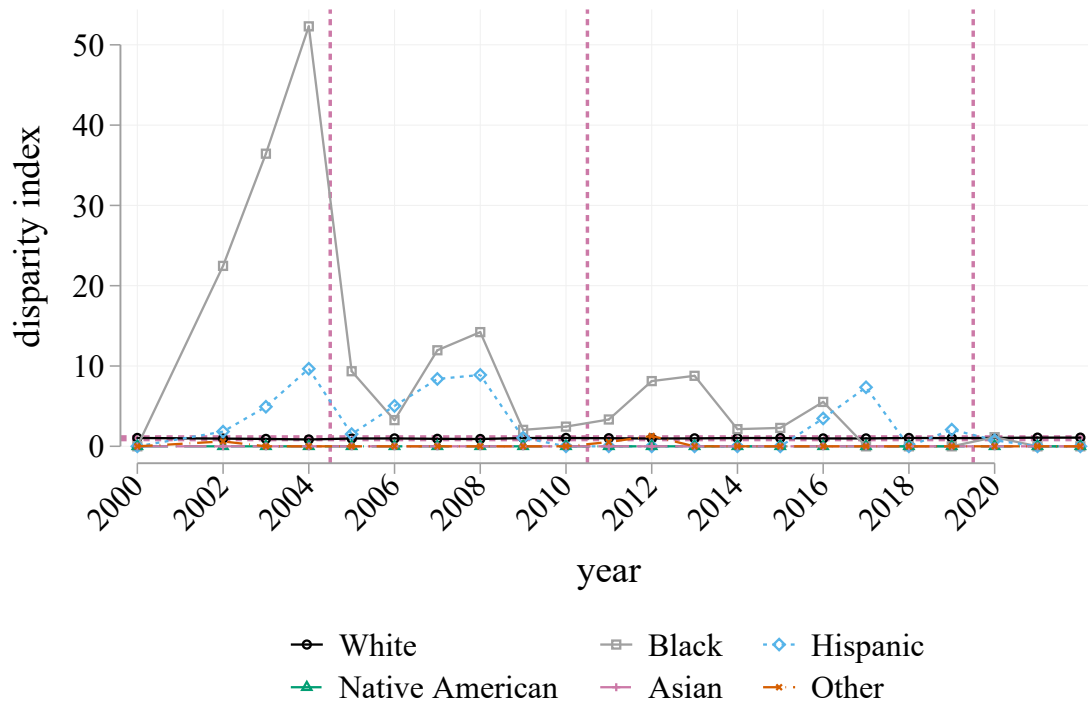 disparity index
50
40
30
20
10
0
2000 2002 2004 2006 2008 2010 2012 2014 2016 2018 2020
year
White Black Hispanic
Native American Asian Other